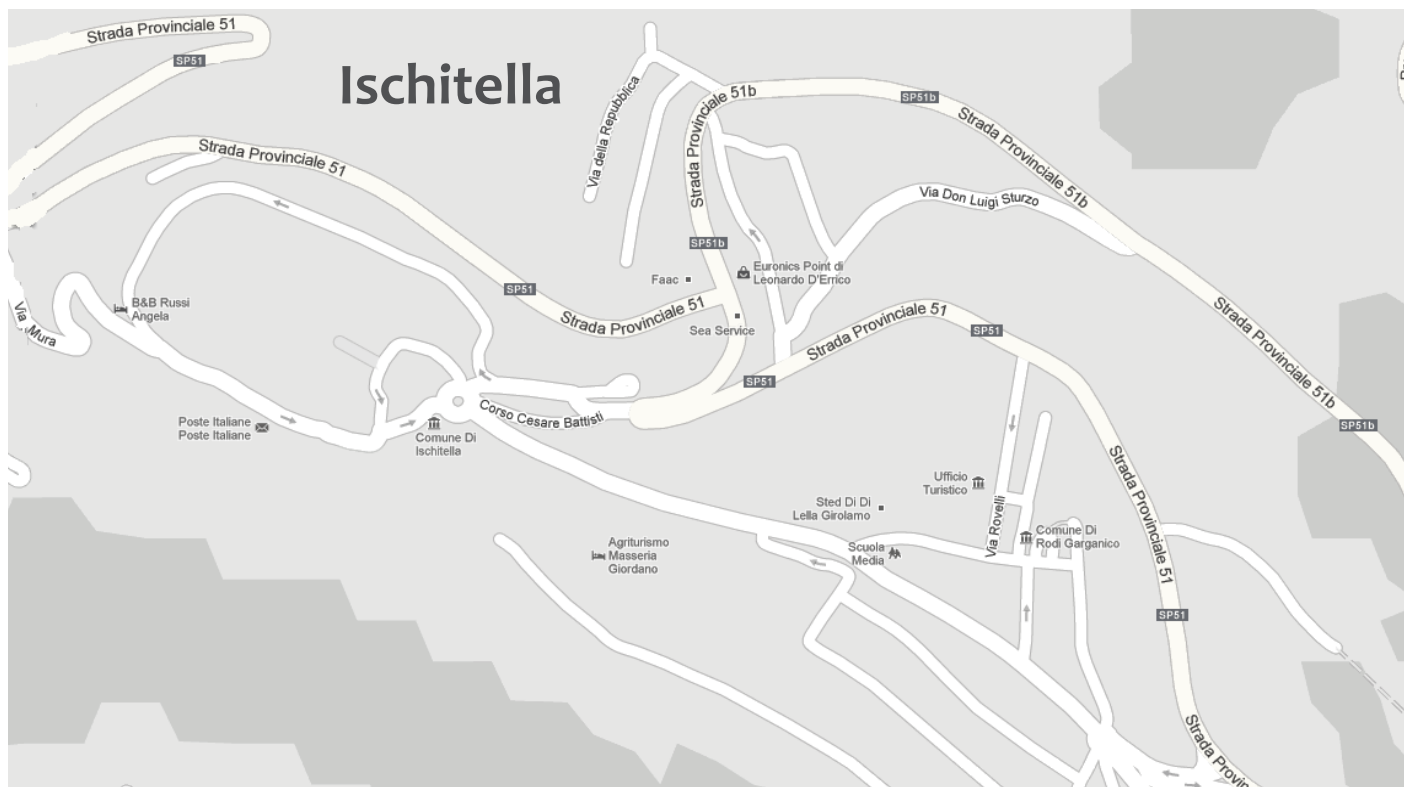 Strada Provinciale 51
SP51
Ischitella
Via della Repubblica
Strada Provinciale 51b
SP51b
Strada Provinciale 51b
Strada Provinciale 51
Via Don Luigi Sturzo
SP51b
Faac
Euronics Point di
Leonardo D'Errico
SP51
Strada Provinciale 51
Sea Service
Strada Provinciale 51
SP51
B&B Russi
Angela
Via Mura
Strada Provinciale 51b
SP51
SP51b
Corso Cesare Battisti
Poste Italiane
Poste Italiane
Comune Di
Ischitella
Ufficio
Turistico
Sted Di Di
Lella Girolamo
Via Rovelli
Strada Provinciale 51
Comune Di
Rodi Garganico
Scuola
Media
Agriturismo
Masseria
Giordano
SP51
Strada Provin